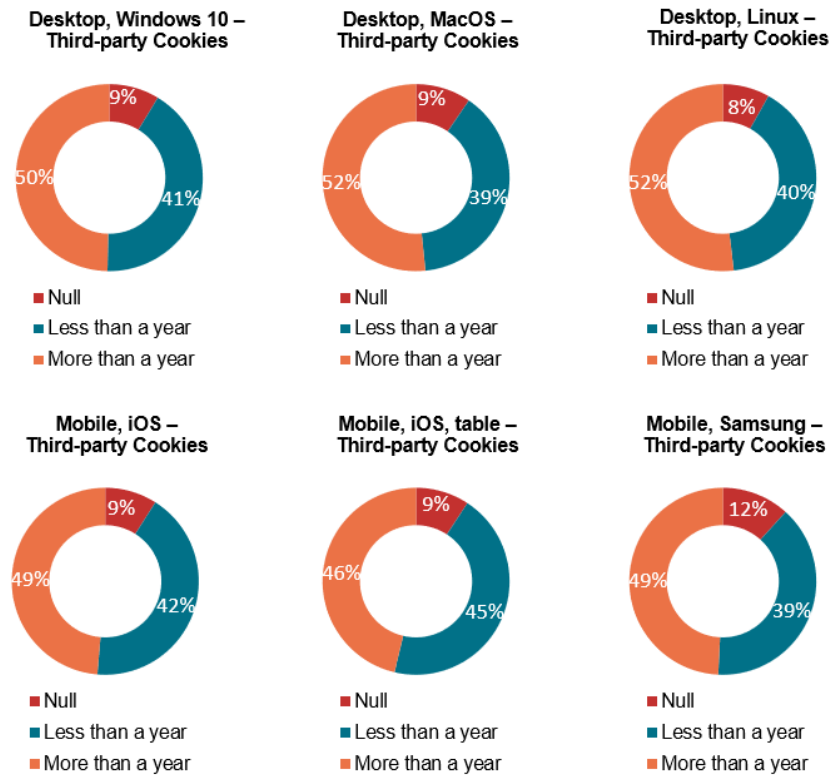 Desktop, Windows 10 –
Third-party Cookies
9%
50%
41%
Null
Less than a year
More than a year
Desktop, MacOS –
Third-party Cookies
9%
52%
39%
Null
Less than a year
More than a year
Desktop, Linux –
Third-party Cookies
8%
52%
40%
Null
Less than a year
More than a year
Mobile, iOS –
Third-party Cookies
9%
49%
42%
Null
Less than a year
More than a year
Mobile, iOS, table –
Third-party Cookies
9%
46%
45%
Null
Less than a year
More than a year
Mobile, Samsung –
Third-party Cookies
12%
49%
39%
Null
Less than a year
More than a year